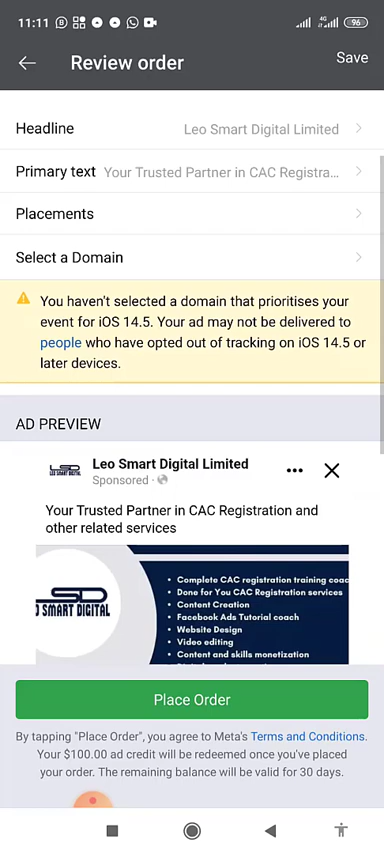 11:11
4G
96
Review order
Save
Headline
Leo Smart Digital Limited
Primary text
Your Trusted Partner in CAC Registra...
Placements
Select a Domain
You haven't selected a domain that prioritises your
event for iOS 14.5. Your ad may not be delivered to
people who have opted out of tracking on iOS 14.5 or
later devices.
AD PREVIEW
Leo Smart Digital Limited
Sponsored ·
Your Trusted Partner in CAC Registration and
other related services
SD
O SMART DIGITAL
• Complete CAC registration training coac
• Done for You CAC Registration services
• Content Creation
• Facebook Ads Tutorial coach
• Website Design
• Video editing
• Content and skills monetization
Place Order
By tapping "Place Order", you agree to Meta's Terms and Conditions.
Your $100.00 ad credit will be redeemed once you've placed
your order. The remaining balance will be valid for 30 days.